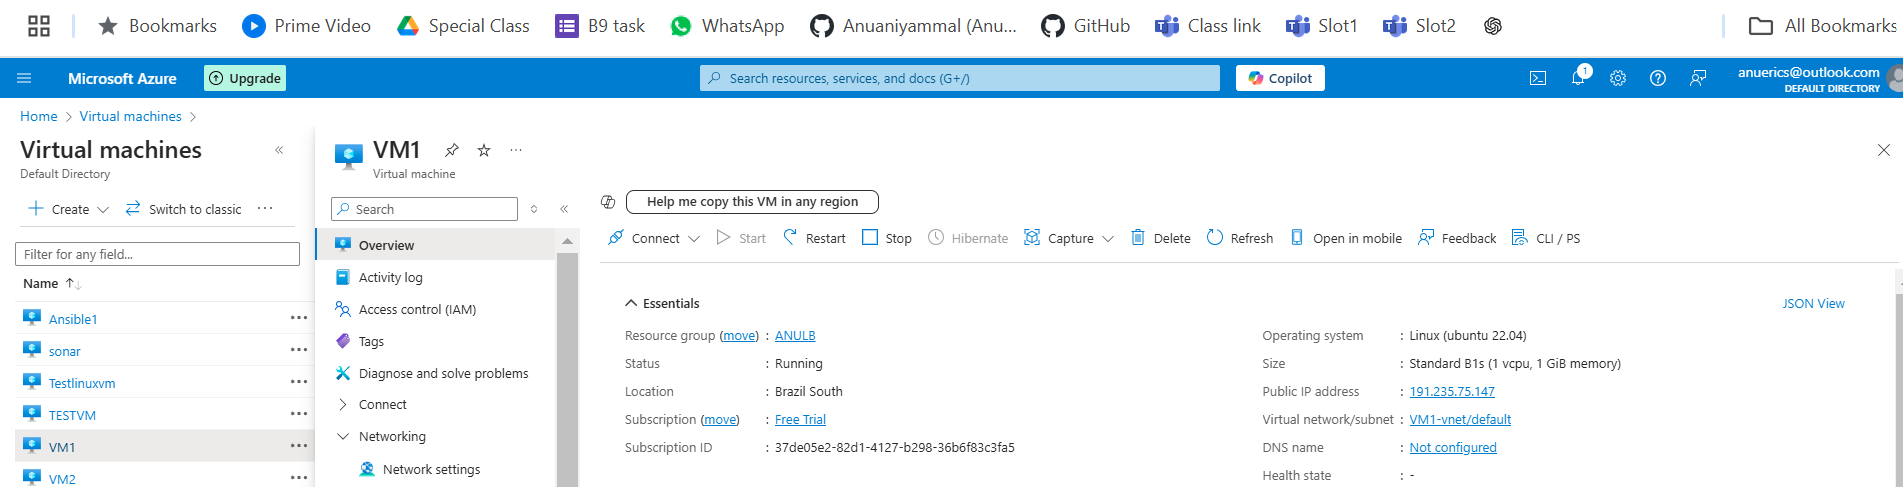 Bookmarks Prime Video Special Class B9 task WhatsApp Anuaniyammal (Anu... GitHub Class link Slot1 Slot2 All Bookmarks
Microsoft Azure Upgrade Search resources, services, and docs (G+/) Copilot 1 anuerics@outlook.com
DEFAULT DIRECTORY
Home > Virtual machines >
Virtual machines
Default Directory
Create Switch to classic ...
Filter for any field...
Name
Ansible1 ...
sonar ...
Testlinuxvm ...
TESTVM ...
VM1 ...
VM2 ...
VM1 ...
Virtual machine
Search
Overview
Activity log
Access control (IAM)
Tags
Diagnose and solve problems
Connect
Networking
Network settings
Help me copy this VM in any region
Connect Start Restart Stop Hibernate Capture Delete Refresh Open in mobile Feedback CLI / PS
Essentials JSON View
Resource group (move) : ANULB
Status : Running
Location : Brazil South
Subscription (move) : Free Trial
Subscription ID : 37de05e2-82d1-4127-b298-36b6f83c3fa5
Operating system : Linux (ubuntu 22.04)
Size : Standard B1s (1 vcpu, 1 GiB memory)
Public IP address : 191.235.75.147
Virtual network/subnet : VM1-vnet/default
DNS name : Not configured
Health state : -